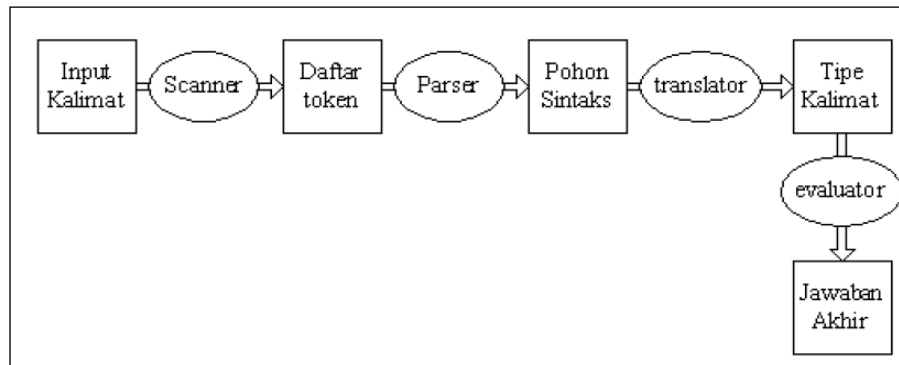 Input
Kalimat
Scanner
Daftar
token
Parser
Pohon
Sintaks
translator
Tipe
Kalimat
evaluator
Jawaban
Akhir